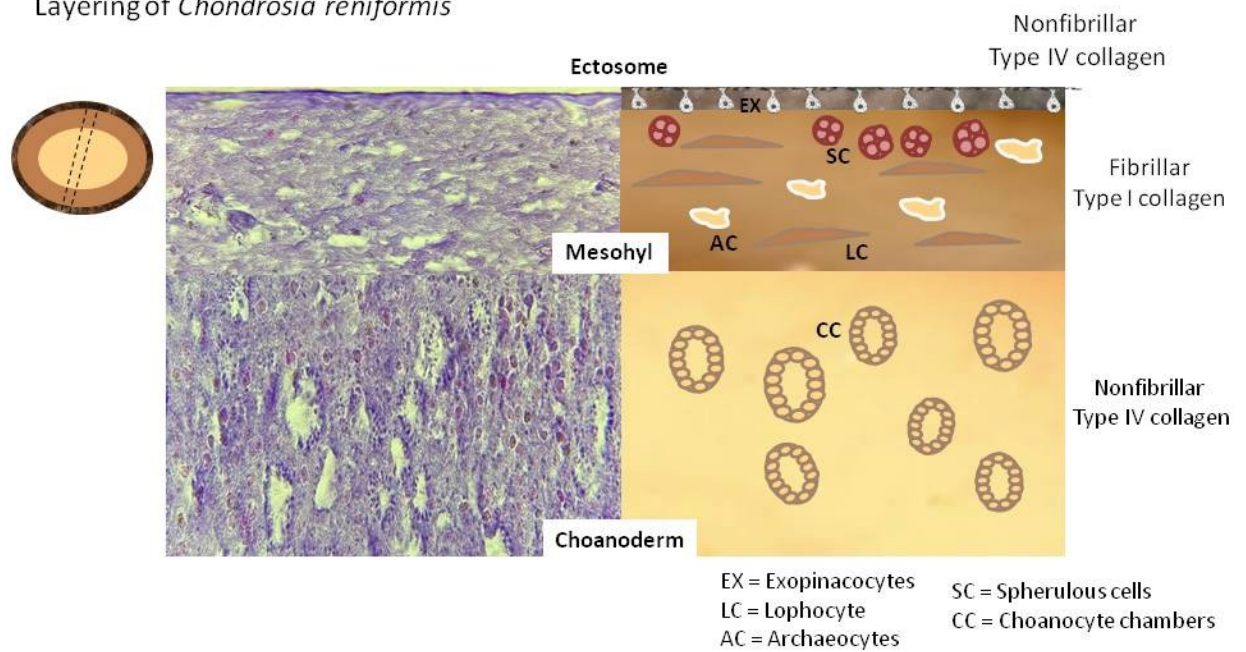 Layering of Chondrosia reniformis
Nonfibrillar
Type IV collagen
Ectosome
EX
SC
Fibrillar
Type I collagen
AC
LC
Mesohyl
CC
Nonfibrillar
Type IV collagen
Choanoderm
EX = Exopinacocytes
LC = Lophocyte
AC = Archaeocytes
SC = Spherulous cells
CC = Choanocyte chambers